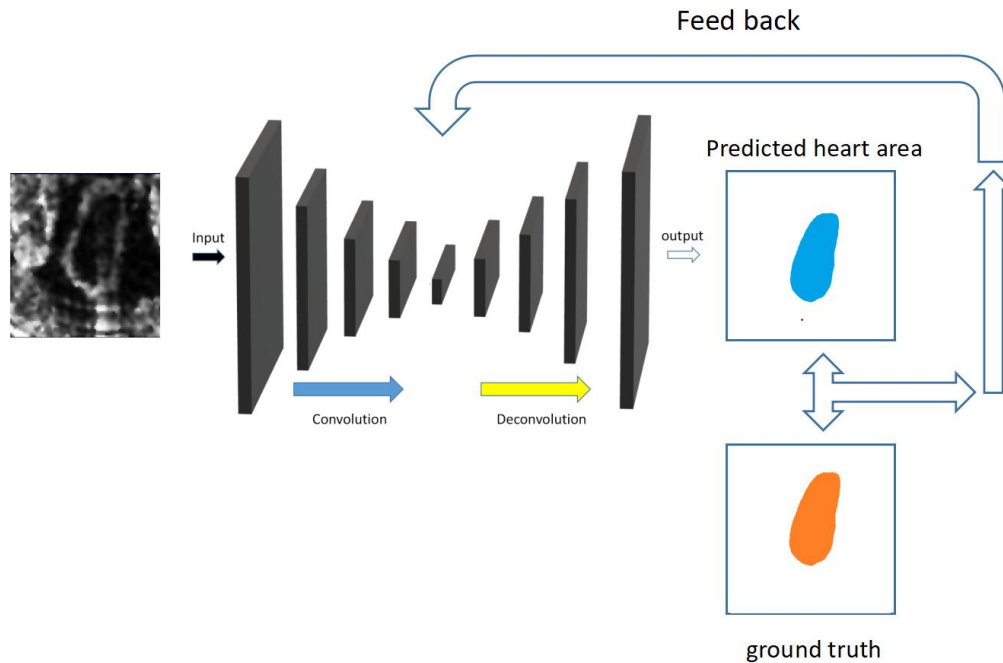 Feed back
Predicted heart area
Input
output
Convolution
Deconvolution
ground truth